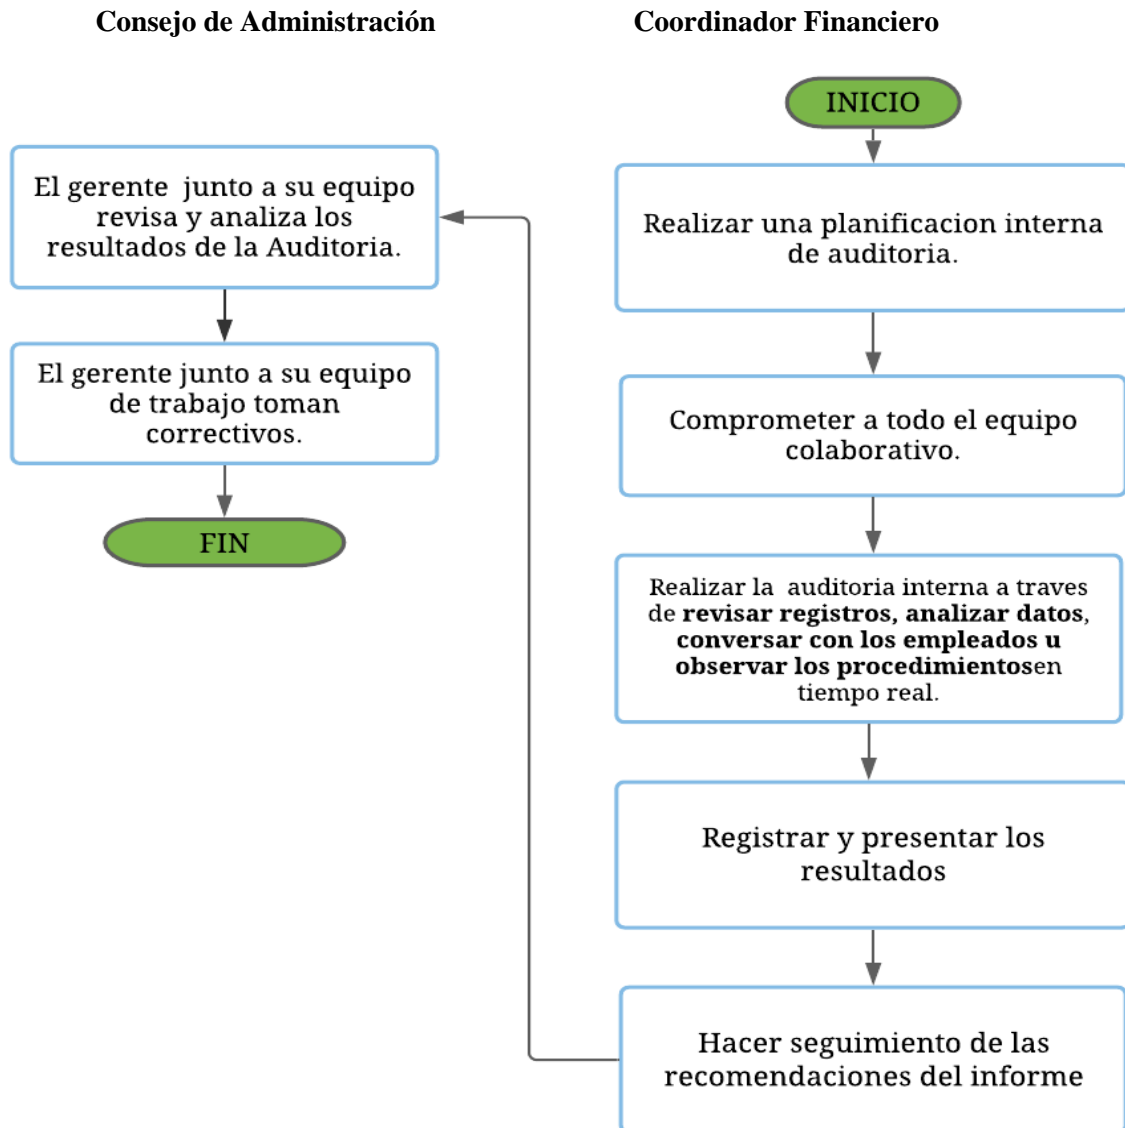 Consejo de Administración
Coordinador Financiero
INICIO
Realizar una planificacion interna
de auditoria.
Comprometer a todo el equipo
colaborativo.
Realizar la auditoria interna a traves
de revisar registros, analizar datos,
conversar con los empleados u
observar los procedimientosen
tiempo real.
Registrar y presentar los
resultados
Hacer seguimiento de las
recomendaciones del informe
El gerente junto a su equipo
revisa y analiza los
resultados de la Auditoria.
El gerente junto a su equipo
de trabajo toman
correctivos.
FIN